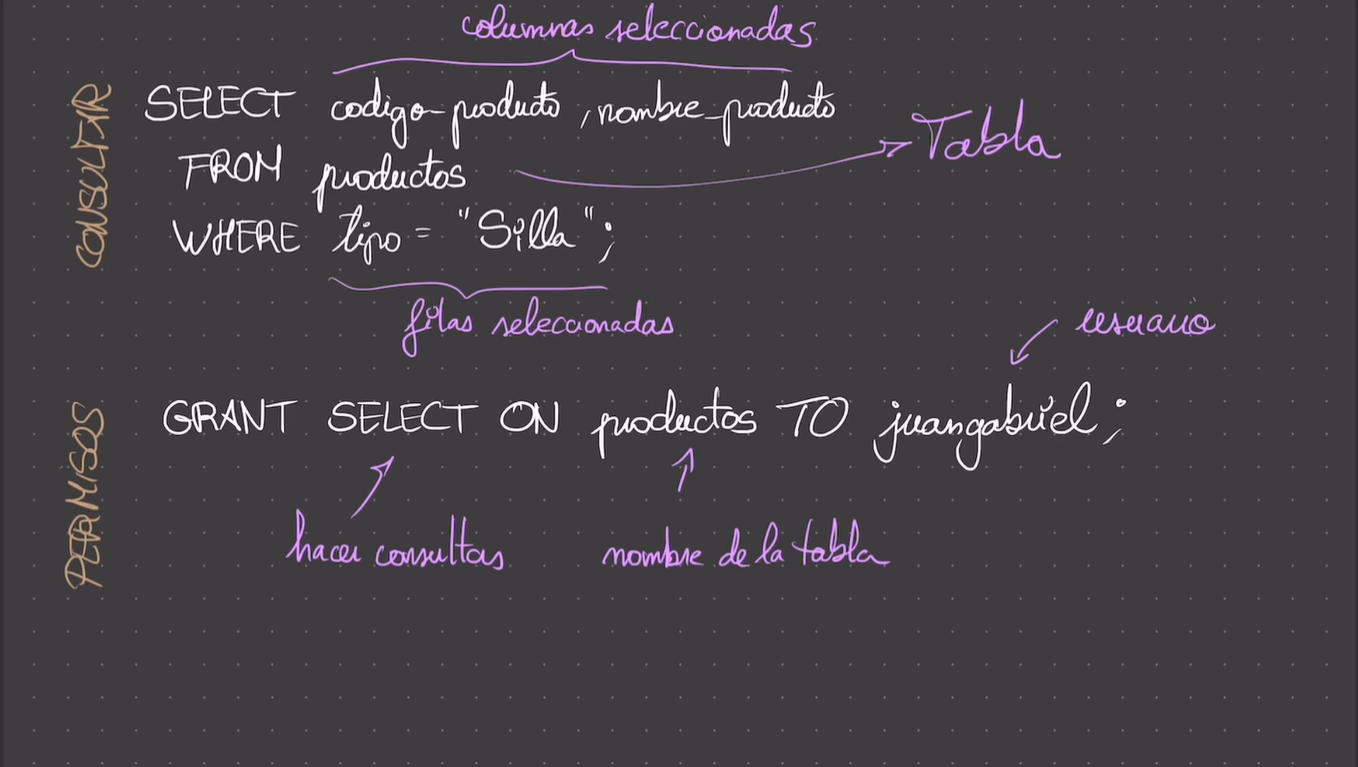 columnas seleccionadas
CONSULTAR
SELECT codigo_producto, nombre_producto
Tabla
FROM productos
WHERE tipo = "Silla";
filas seleccionadas
usuario
PERMISOS
GRANT SELECT ON productos TO juangabriel;
hacer consultas
nombre de la tabla